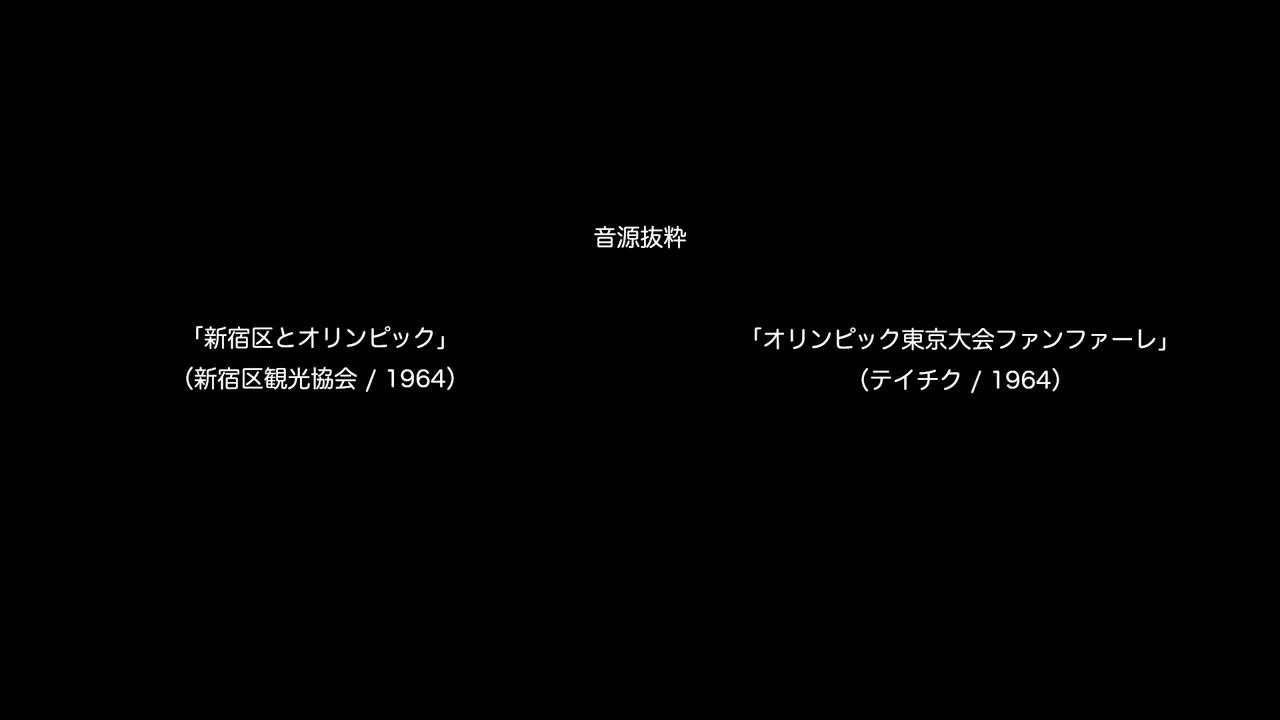 音源抜粋
「新宿区とオリンピック」
（新宿区観光協会 / 1964）
「オリンピック東京大会ファンファーレ」
（テイチク / 1964）